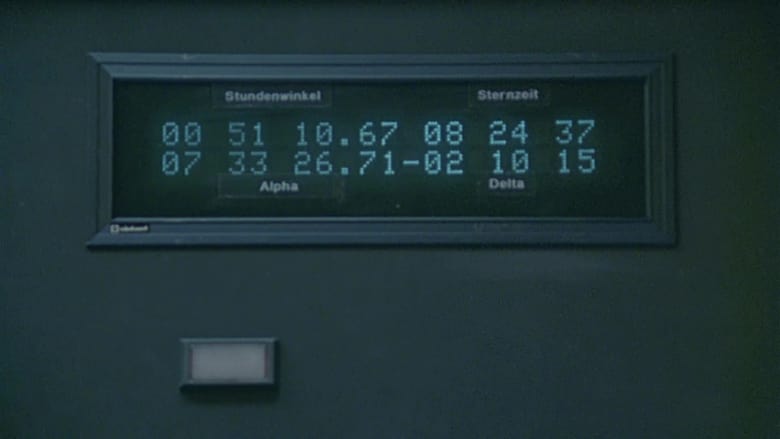 Stundenwinkel Sternzeit
00 51 10.67 08 24 37
07 33 26.71-02 10 15
Alpha Delta